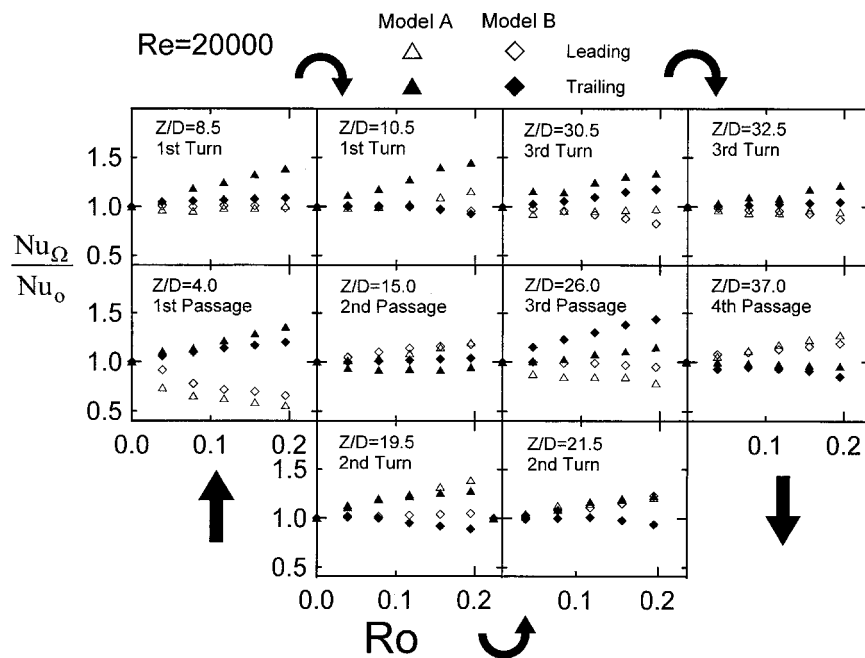 Model A Model B
Re=20000
Leading
Trailing
Z/D=8.5
1st Turn
Z/D=10.5
1st Turn
Z/D=30.5
3rd Turn
Z/D=32.5
3rd Turn
1.5
1.0
0.5
NuΩ
Nuo
Z/D=4.0
1st Passage
Z/D=15.0
2nd Passage
Z/D=26.0
3rd Passage
Z/D=37.0
4th Passage
1.5
1.0
0.5
0.0 0.1 0.2
Z/D=19.5
2nd Turn
Z/D=21.5
2nd Turn
0.1 0.2
1.5
1.0
0.5
0.0 0.1 0.2 0.1 0.2
Ro